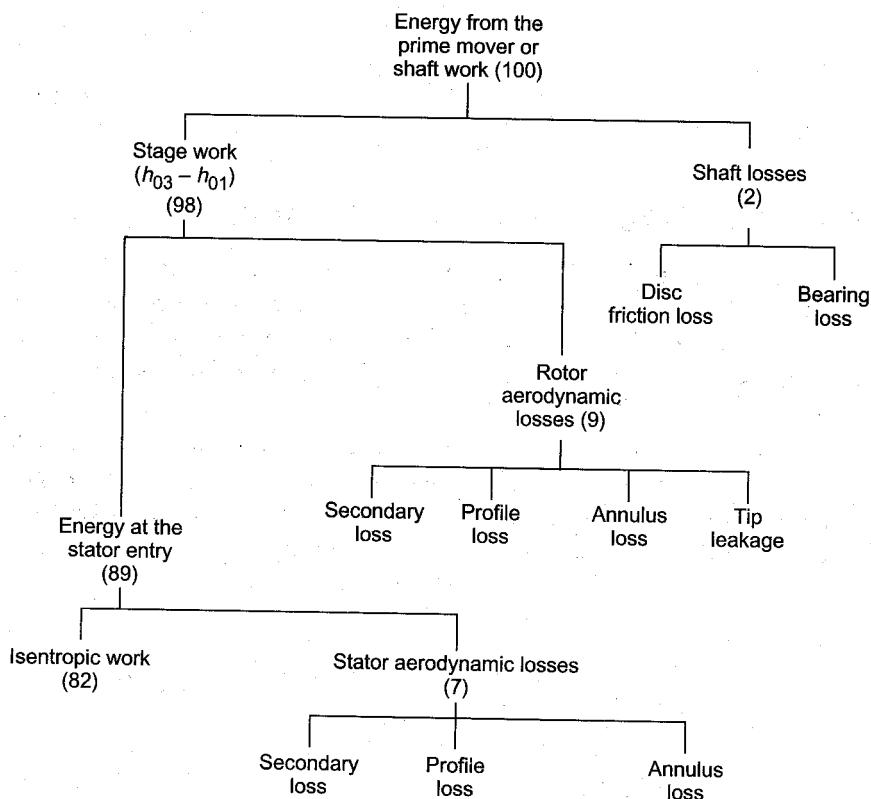 Energy from the
prime mover or
shaft work (100)
Stage work
(h03 – h01)
(98)
Shaft losses
(2)
Disc
friction loss
Bearing
loss
Rotor
aerodynamic
losses (9)
Secondary
loss
Profile
loss
Annulus
loss
Tip
leakage
Energy at the
stator entry
(89)
Isentropic work
(82)
Stator aerodynamic losses
(7)
Secondary
loss
Profile
loss
Annulus
loss